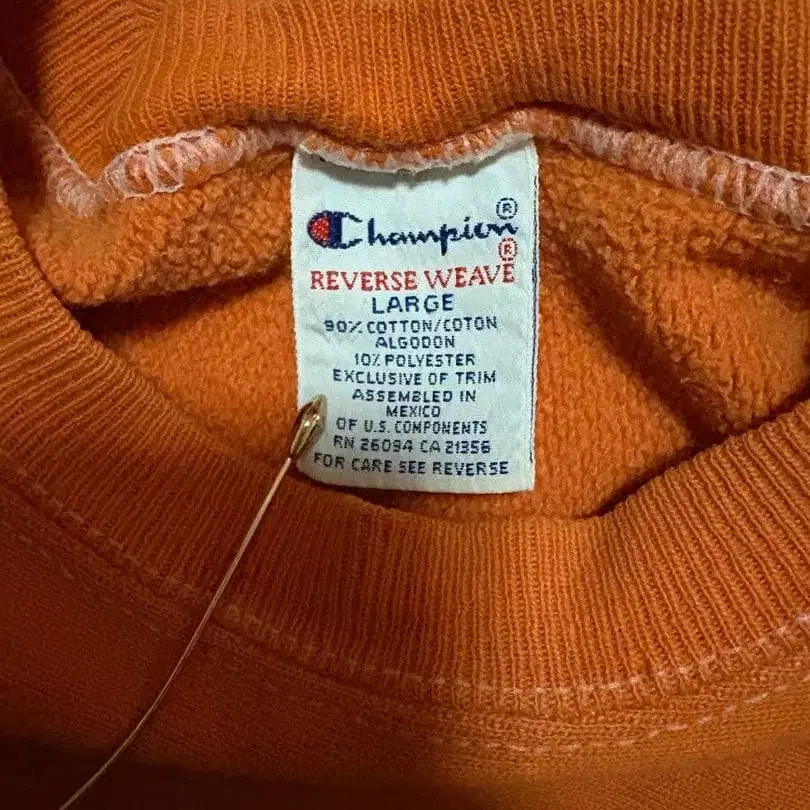 Champion®
REVERSE WEAVE®
LARGE
90% COTTON/COTON
ALGODON
10% POLYESTER
EXCLUSIVE OF TRIM
ASSEMBLED IN
MEXICO
OF U.S. COMPONENTS
RN 26094 CA 21356
FOR CARE SEE REVERSE